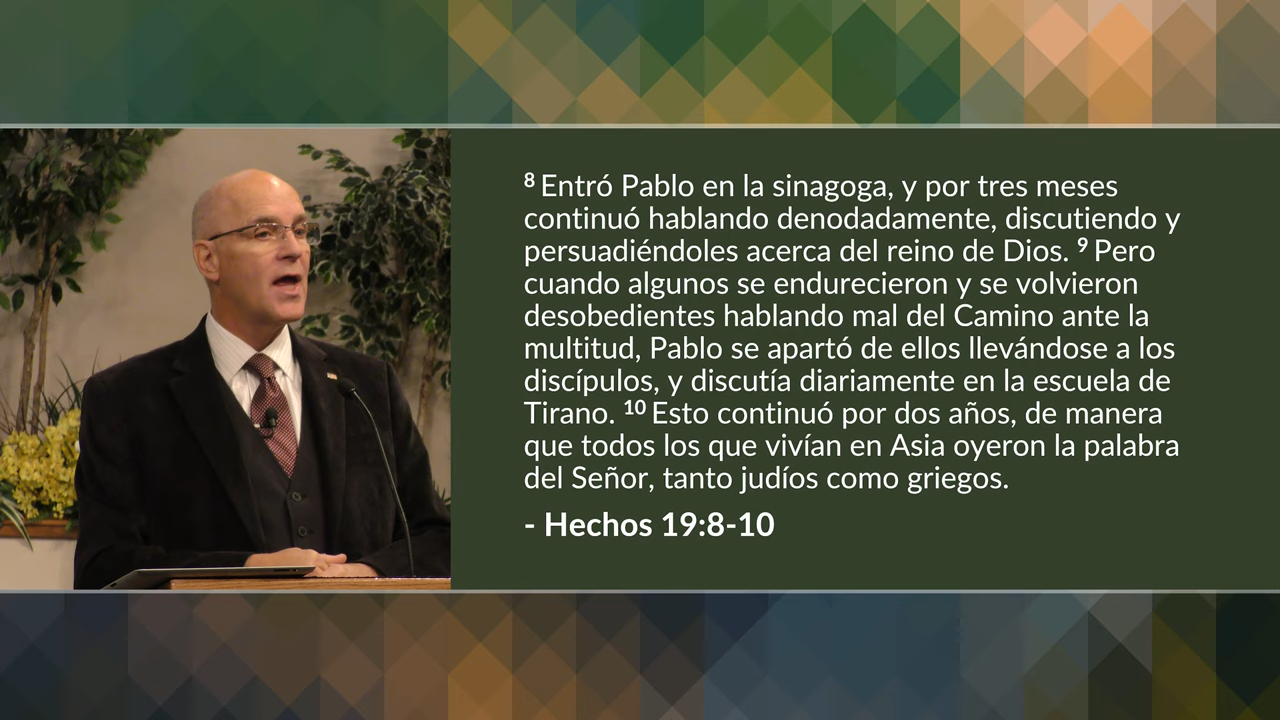 8 Entró Pablo en la sinagoga, y por tres meses
continuó hablando denodadamente, discutiendo y
persuadiéndoles acerca del reino de Dios. 9 Pero
cuando algunos se endurecieron y se volvieron
desobedientes hablando mal del Camino ante la
multitud, Pablo se apartó de ellos llevándose a los
discípulos, y discutía diariamente en la escuela de
Tirano. 10 Esto continuó por dos años, de manera
que todos los que vivían en Asia oyeron la palabra
del Señor, tanto judíos como griegos.
- Hechos 19:8-10